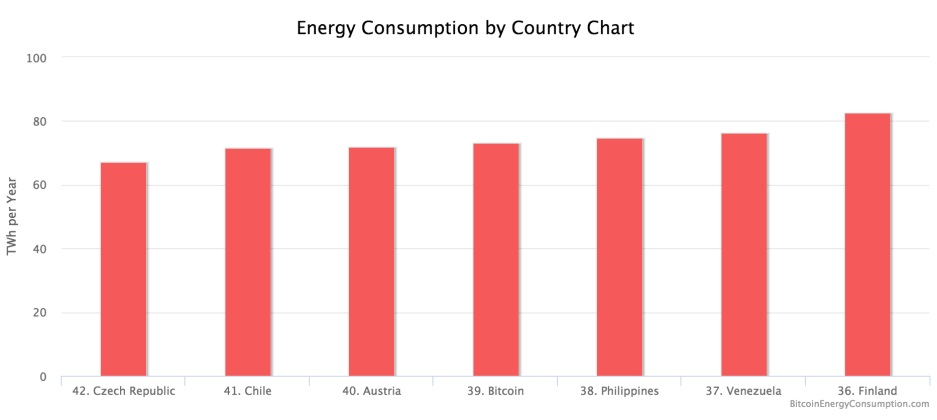 Energy Consumption by Country Chart
100
80
60
40
20
0
TWh per Year
42. Czech Republic
41. Chile
40. Austria
39. Bitcoin
38. Philippines
37. Venezuela
36. Finland
BitcoinEnergyConsumption.com